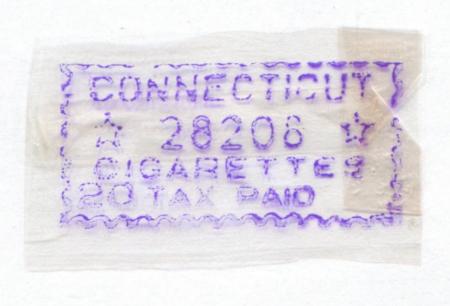 CONNECTICUT
☆ 28206 ☆
CIGARETTES
20 TAX PAID